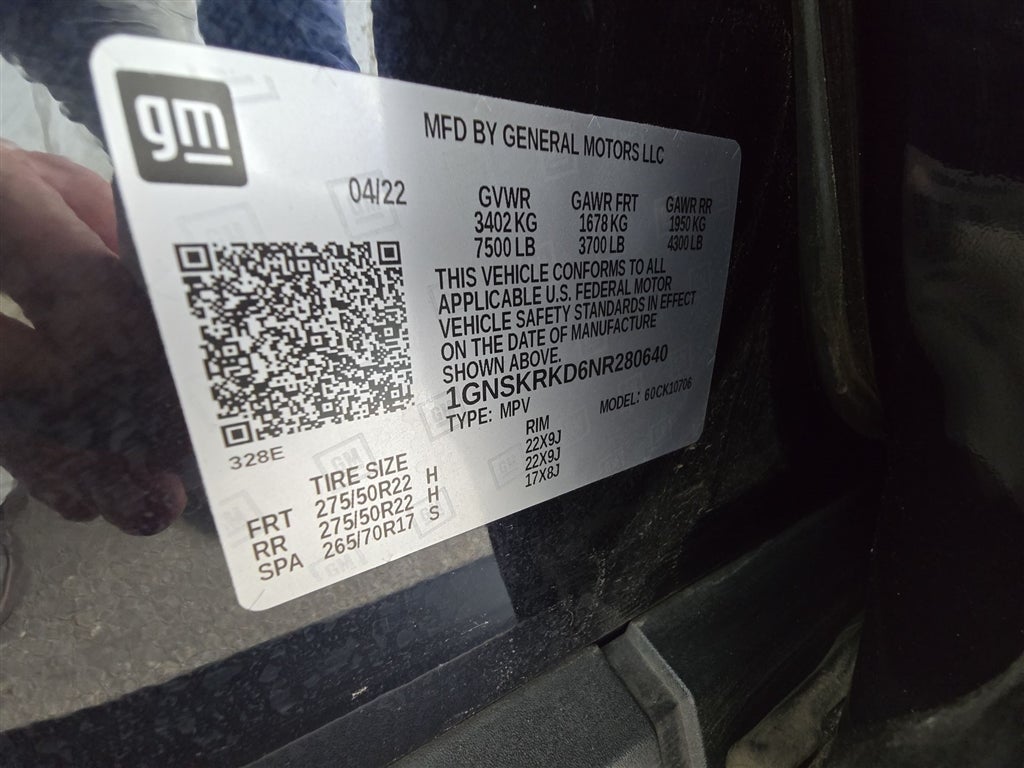 gm
MFD BY GENERAL MOTORS LLC
04/22
GVWR GAWR FRT GAWR RR
3402 KG 1678 KG 1950 KG
7500 LB 3700 LB 4300 LB
THIS VEHICLE CONFORMS TO ALL
APPLICABLE U.S. FEDERAL MOTOR
VEHICLE SAFETY STANDARDS IN EFFECT
ON THE DATE OF MANUFACTURE
SHOWN ABOVE.
1GNSKRKD6NR280640
TYPE: MPV MODEL: 60CK10706
328E
TIRE SIZE RIM
FRT 275/50R22 H 22X9J
RR 275/50R22 H 22X9J
SPA 265/70R17 S 17X8J